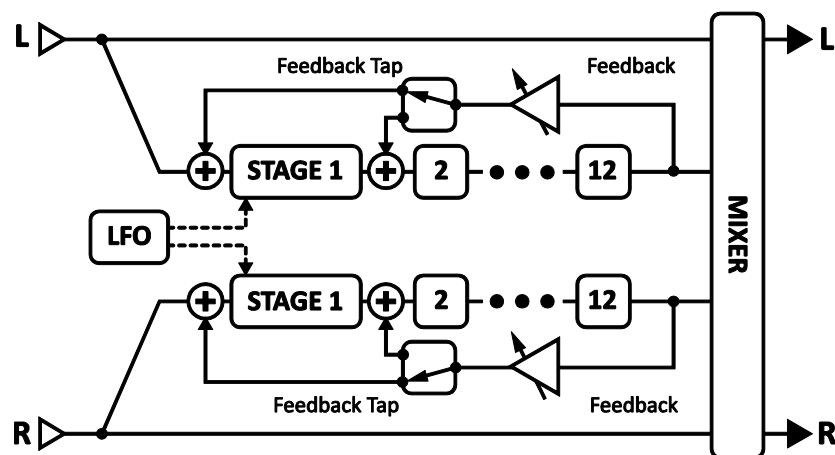 L
L
Feedback Tap
Feedback
+
STAGE 1
+
2
12
LFO
MIXER
+
STAGE 1
+
2
12
Feedback Tap
Feedback
R
R